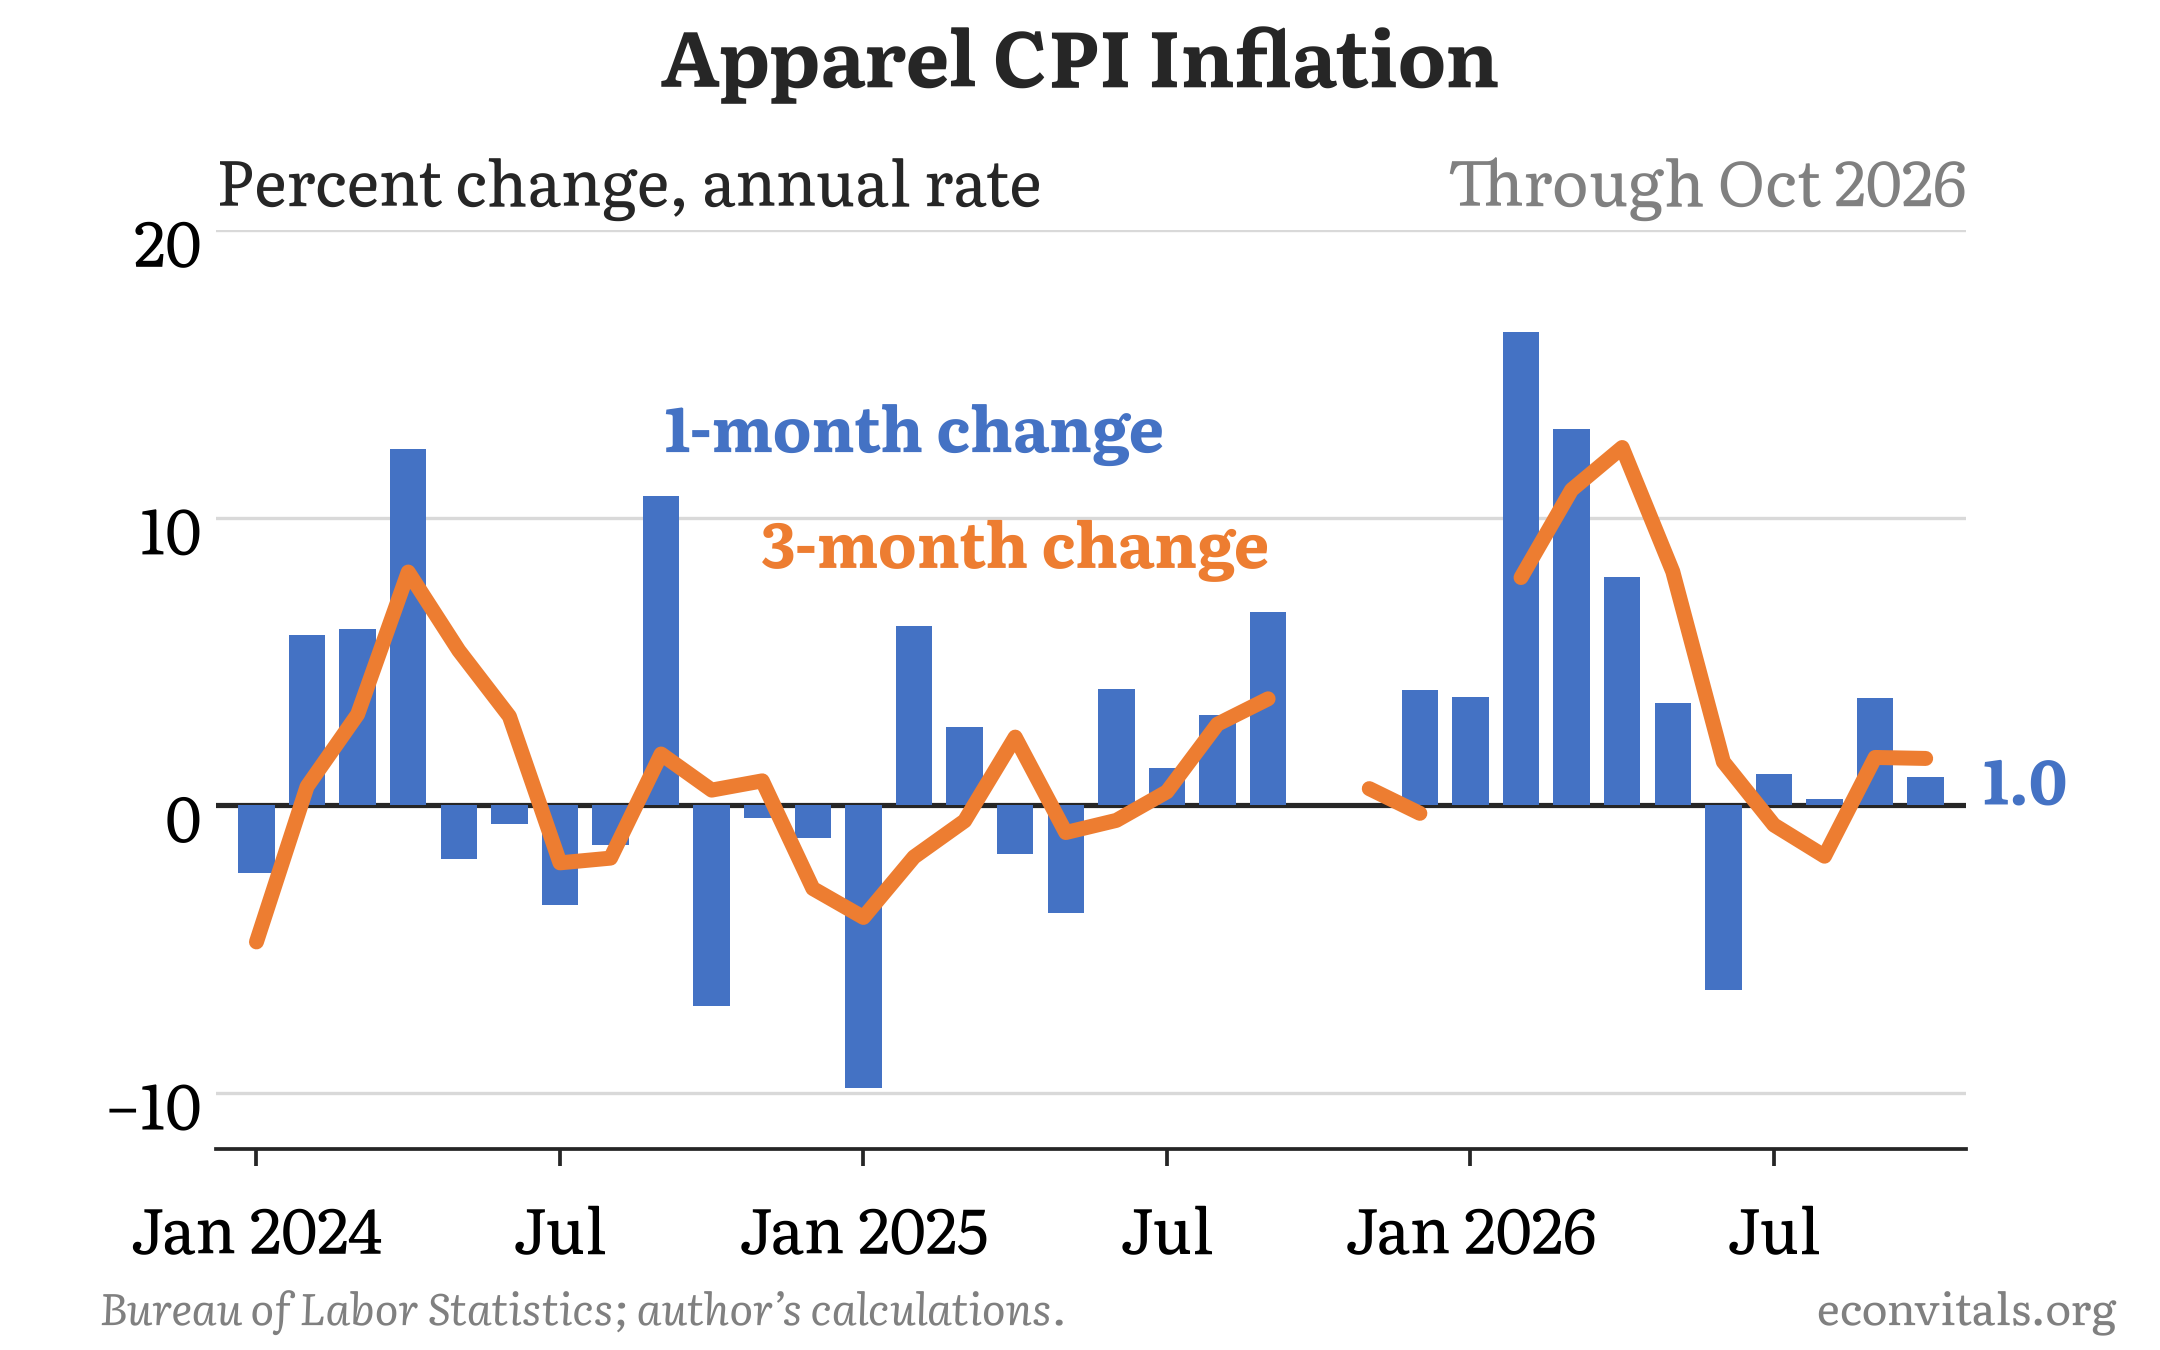 Apparel CPI Inflation
Percent change, annual rate
Through Oct 2026
20
10
0
−10
1-month change
3-month change
1.0
Jan 2024
Jul
Jan 2025
Jul
Jan 2026
Jul
Bureau of Labor Statistics; author's calculations.
econvitals.org